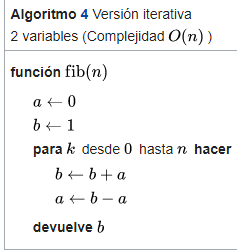 Algoritmo 4 Versión iterativa
2 variables (Complejidad O(n) )
función fib(n)
a ← 0
b ← 1
para k desde 0 hasta n hacer
b ← b + a
a ← b − a
devuelve b